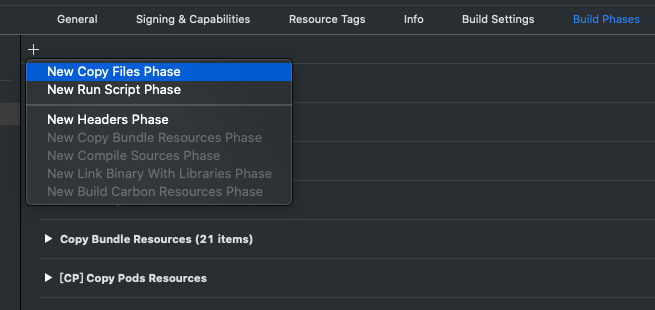 General Signing & Capabilities Resource Tags Info Build Settings Build Phases
New Copy Files Phase
New Run Script Phase
New Headers Phase
New Copy Bundle Resources Phase
New Compile Sources Phase
New Link Binary With Libraries Phase
New Build Carbon Resources Phase
Copy Bundle Resources (21 items)
[CP] Copy Pods Resources